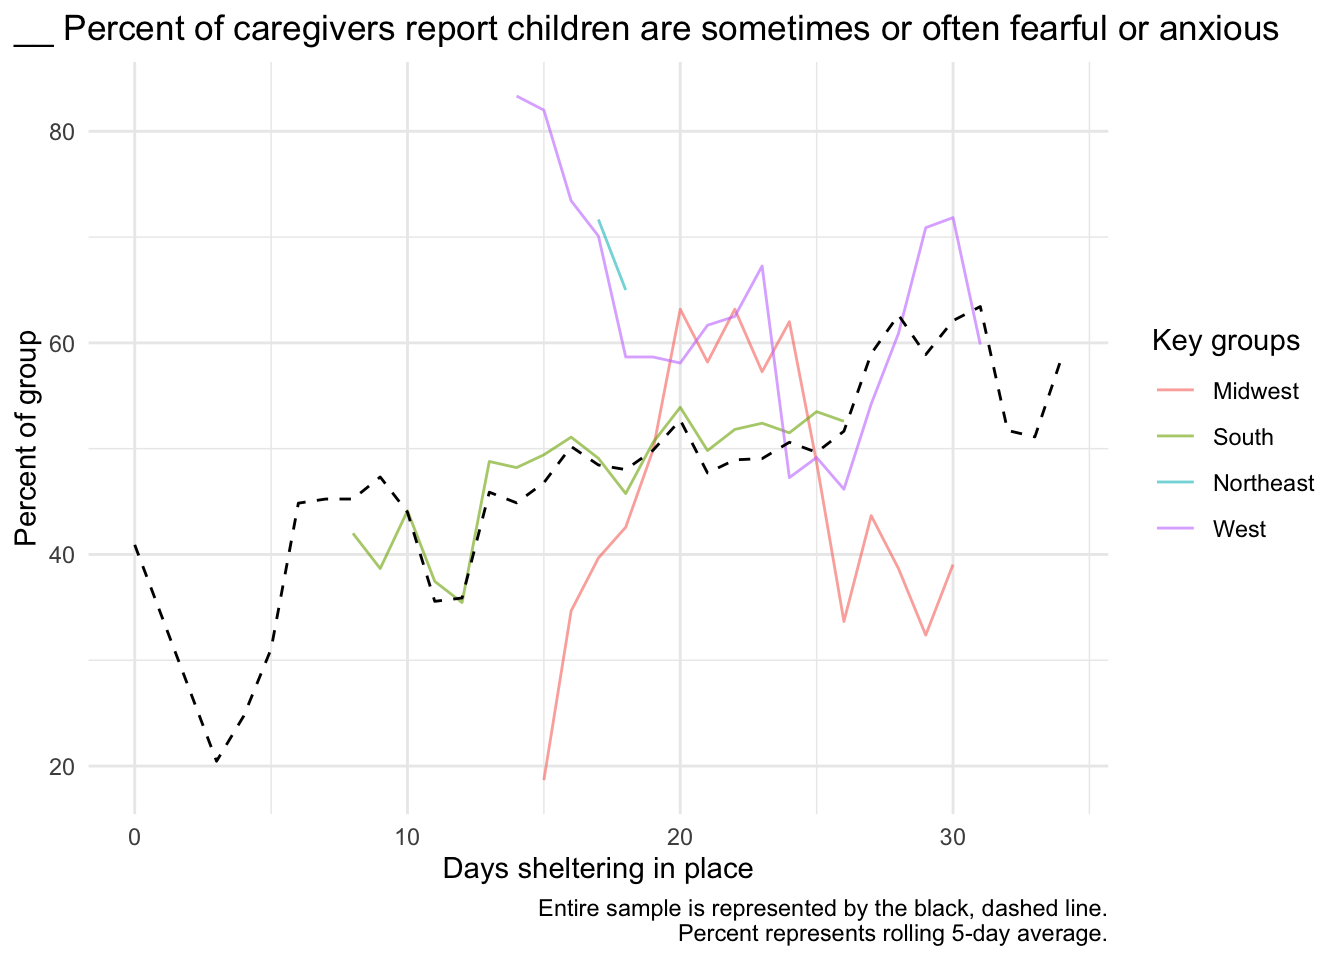 __ Percent of caregivers report children are sometimes or often fearful or anxious
80
60
40
20
Percent of group
0 10 20 30
Days sheltering in place
Key groups
Midwest
South
Northeast
West
Entire sample is represented by the black, dashed line.
Percent represents rolling 5-day average.